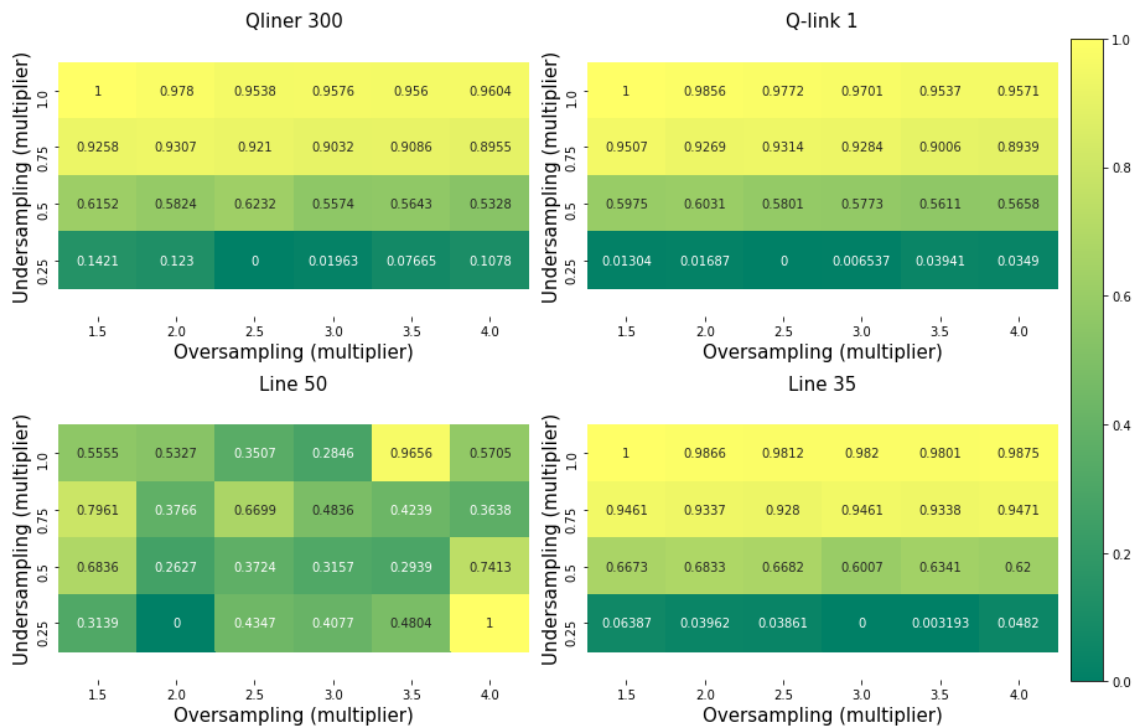 Qliner 300
Undersampling (multiplier)
1.0 1 0.978 0.9538 0.9576 0.956 0.9604
0.75 0.9258 0.9307 0.921 0.9032 0.9086 0.8955
0.5 0.6152 0.5824 0.6232 0.5574 0.5643 0.5328
0.25 0.1421 0.123 0 0.01963 0.07665 0.1078
1.5 2.0 2.5 3.0 3.5 4.0
Oversampling (multiplier)
Q-link 1
Undersampling (multiplier)
1.0 1 0.9856 0.9772 0.9701 0.9537 0.9571
0.75 0.9507 0.9269 0.9314 0.9284 0.9006 0.8939
0.5 0.5975 0.6031 0.5801 0.5773 0.5611 0.5658
0.25 0.01304 0.01687 0 0.006537 0.03941 0.0349
1.5 2.0 2.5 3.0 3.5 4.0
Oversampling (multiplier)
Line 50
Undersampling (multiplier)
1.0 0.5555 0.5327 0.3507 0.2846 0.9656 0.5705
0.75 0.7961 0.3766 0.6699 0.4836 0.4239 0.3638
0.5 0.6836 0.2627 0.3724 0.3157 0.2939 0.7413
0.25 0.3139 0 0.4347 0.4077 0.4804 1
1.5 2.0 2.5 3.0 3.5 4.0
Oversampling (multiplier)
Line 35
Undersampling (multiplier)
1.0 1 0.9866 0.9812 0.982 0.9801 0.9875
0.75 0.9461 0.9337 0.928 0.9461 0.9338 0.9471
0.5 0.6673 0.6833 0.6682 0.6007 0.6341 0.62
0.25 0.06387 0.03962 0.03861 0 0.003193 0.0482
1.5 2.0 2.5 3.0 3.5 4.0
Oversampling (multiplier)
1.0
0.8
0.6
0.4
0.2
0.0